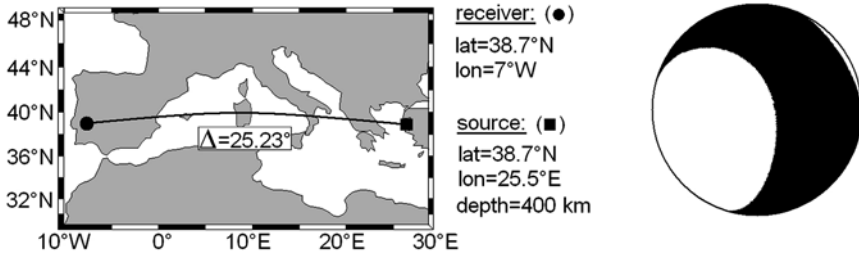 48°N
44°N
40°N
36°N
32°N
10°W 0° 10°E 20°E 30°E
Δ=25.23°
receiver: (●)
lat=38.7°N
lon=7°W
source: (■)
lat=38.7°N
lon=25.5°E
depth=400 km